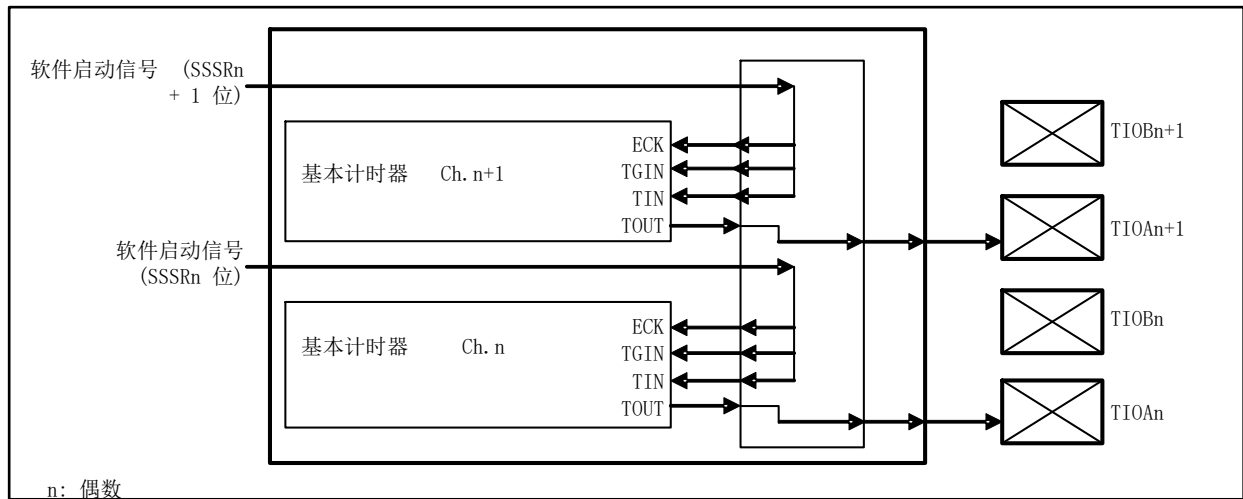 软件启动信号 (SSSRn
+ 1 位)
ECK
TGIN
TIN
TOUT
基本计时器 Ch.n+1
软件启动信号
(SSSRn 位)
ECK
TGIN
TIN
TOUT
基本计时器 Ch.n
TIOBn+1
TIOAn+1
TIOBn
TIOAn
n: 偶数